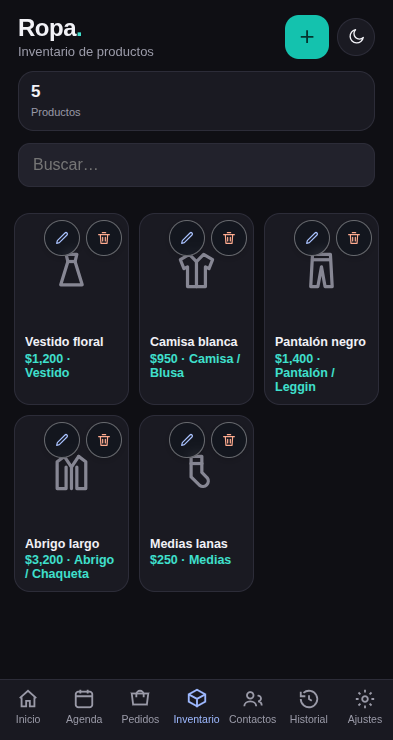 Ropa.
Inventario de productos
5
Productos
Buscar…
Vestido floral
$1,200 ·
Vestido
Camisa blanca
$950 · Camisa /
Blusa
Pantalón negro
$1,400 ·
Pantalón /
Leggin
Abrigo largo
$3,200 · Abrigo
/ Chaqueta
Medias lanas
$250 · Medias
Inicio
Agenda
Pedidos
Inventario
Contactos
Historial
Ajustes